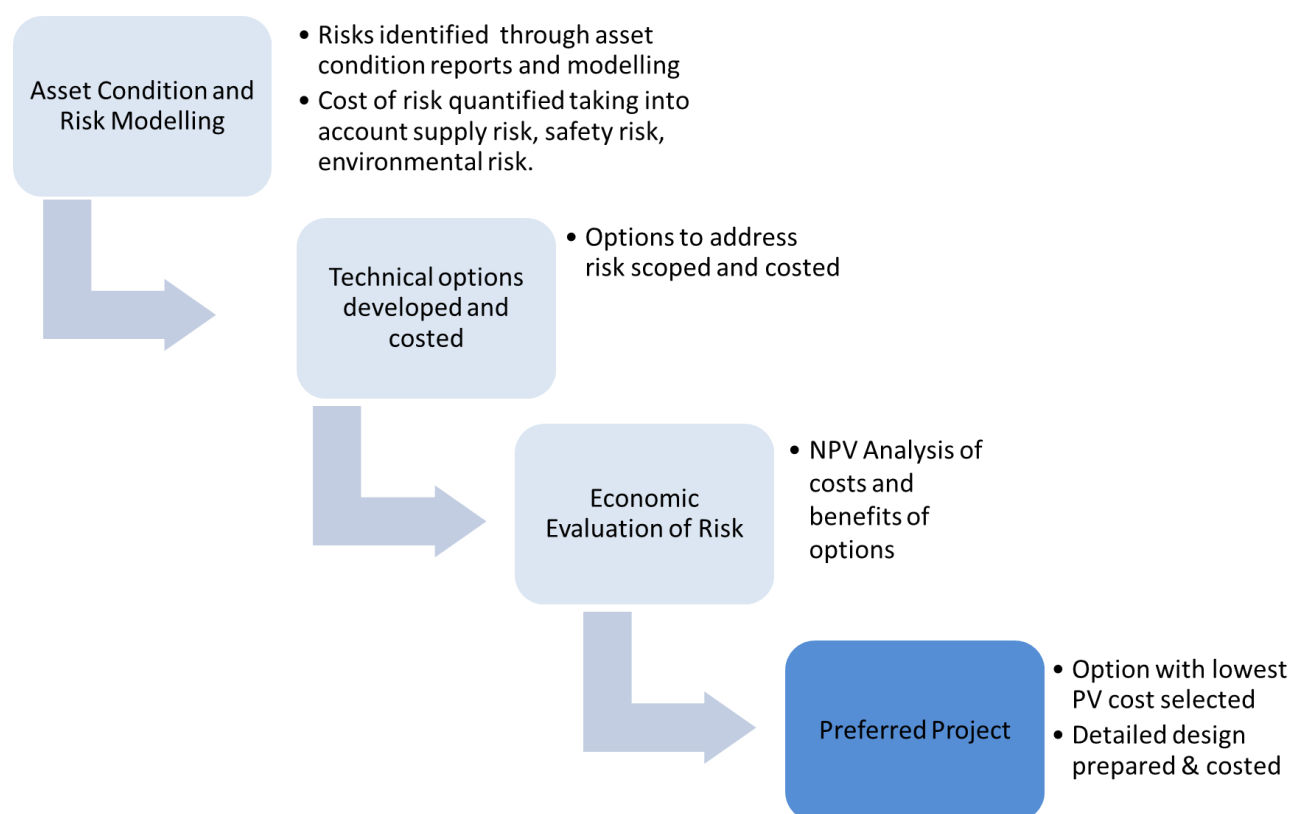 Asset Condition and
Risk Modelling
• Risks identified through asset
condition reports and modelling
• Cost of risk quantified taking into
account supply risk, safety risk,
environmental risk.
Technical options
developed and
costed
• Options to address
risk scoped and costed
Economic
Evaluation of Risk
• NPV Analysis of
costs and
benefits of
options
Preferred Project
• Option with lowest
PV cost selected
• Detailed design
prepared & costed